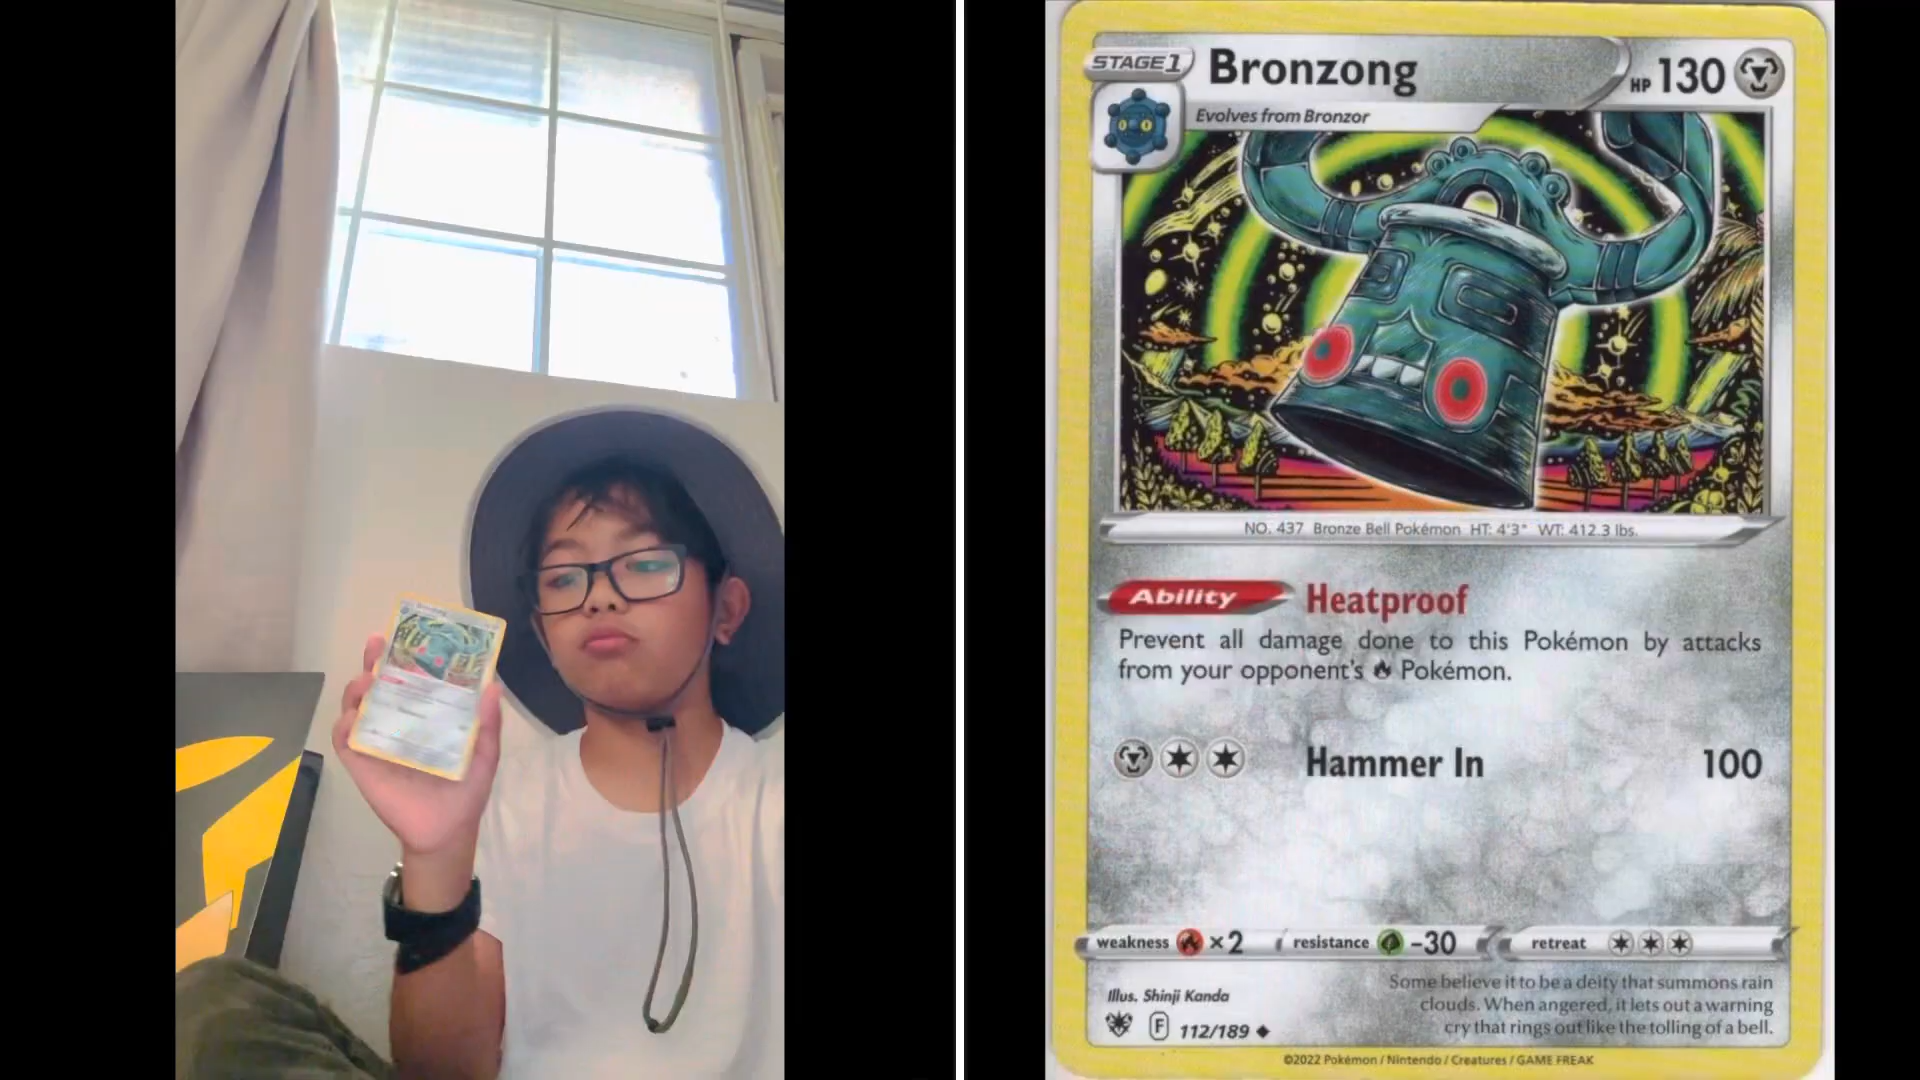 STAGE1
Bronzong
HP 130
Evolves from Bronzor
NO. 437 Bronze Bell Pokémon HT: 4'3" WT: 412.3 lbs.
Ability Heatproof
Prevent all damage done to this Pokémon by attacks
from your opponent's Pokémon.
Hammer In 100
weakness ×2 resistance -30 retreat
Illus. Shinji Kanda
F 112/189
Some believe it to be a deity that summons rain
clouds. When angered, it lets out a warning
cry that rings out like the tolling of a bell.
©2022 Pokémon / Nintendo / Creatures / GAME FREAK